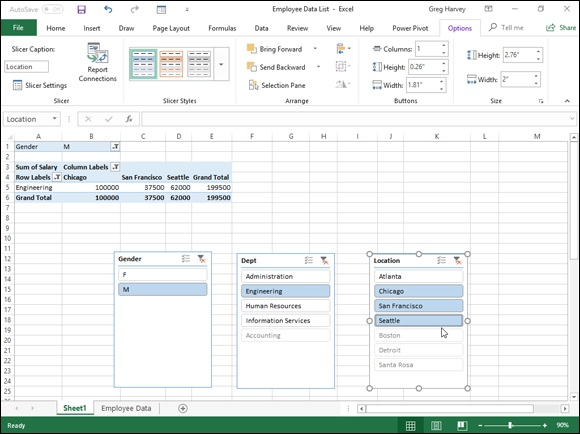 AutoSave Off Employee Data List - Excel Greg Harvey
File Home Insert Draw Page Layout Formulas Data Review View Power Pivot Options Tell me Share
Slicer Caption:
Location
Slicer Settings
Report Connections
Slicer
Slicer Styles
Bring Forward
Send Backward
Selection Pane
Arrange
Columns: 1
Height: 0.26"
Width: 1.81"
Buttons
Height: 2.76"
Width: 2"
Size
Location fx
A B C D E F G H I J K L M
1 Gender M
2
3 Sum of Salary Column Labels
4 Row Labels Chicago San Francisco Seattle Grand Total
5 Engineering 100000 37500 62000 199500
6 Grand Total 100000 37500 62000 199500
7
8
9
10
11
12
13
14
15
16
17
18
19
20
21
22
23
24
25
Gender
F
M
Dept
Administration
Engineering
Human Resources
Information Services
Accounting
Location
Atlanta
Chicago
San Francisco
Seattle
Boston
Detroit
Santa Rosa
Sheet1 Employee Data
Ready 90%